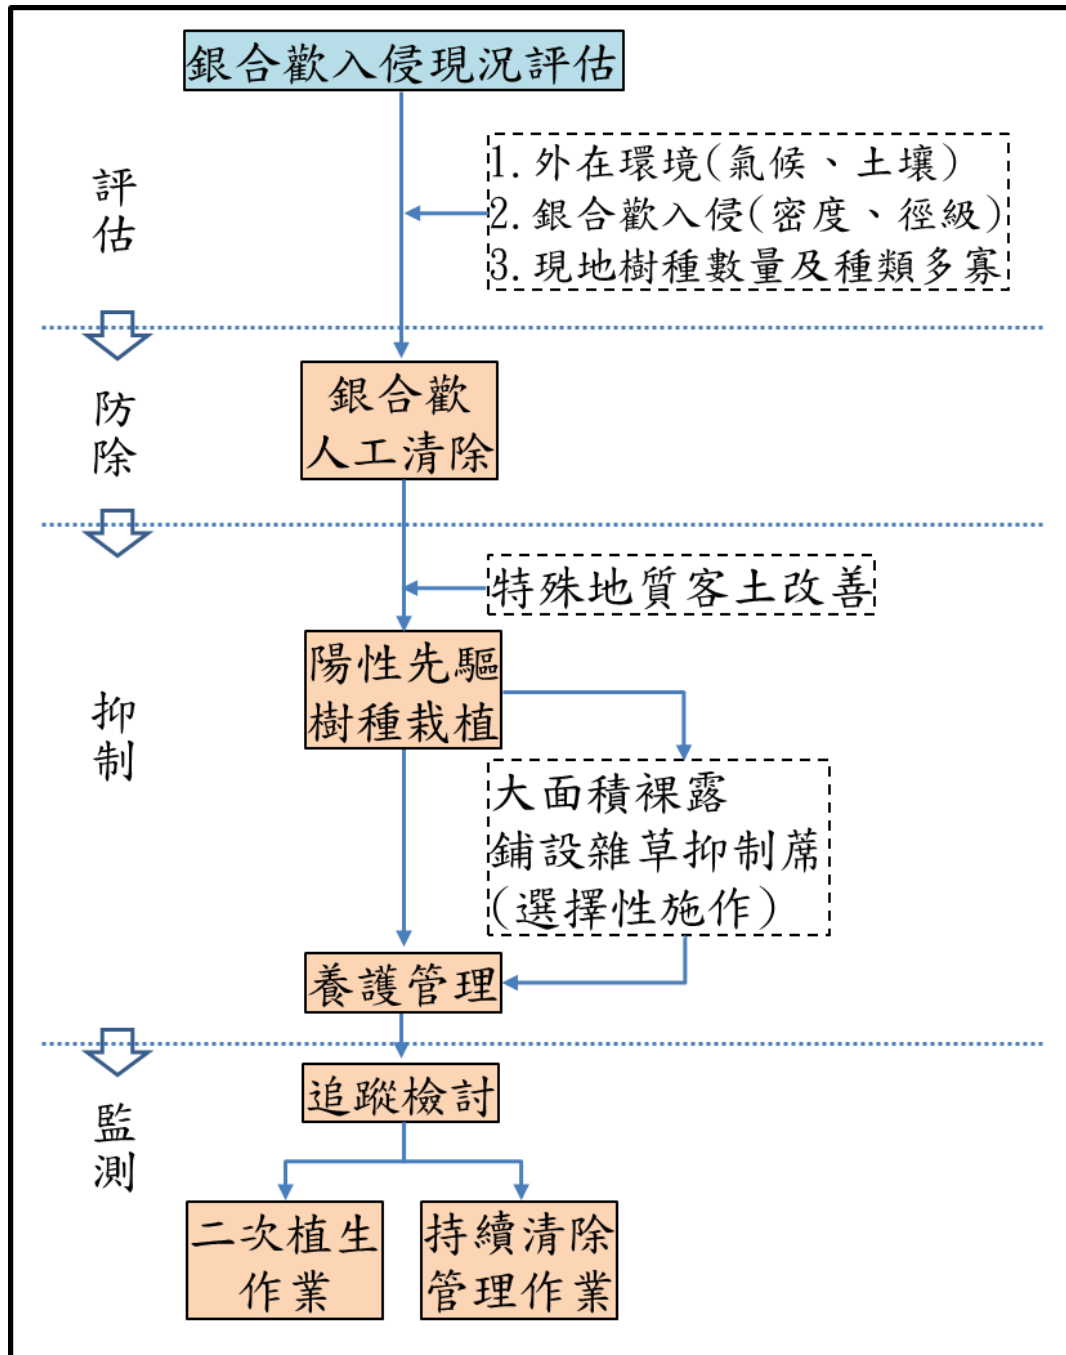 銀合歡入侵現況評估
評估
1. 外在環境(氣候、土壤)
2. 銀合歡入侵(密度、徑級)
3. 現地樹種數量及種類多寡
防除
銀合歡
人工清除
抑制
特殊地質客土改善
陽性先驅
樹種栽植
大面積裸露
鋪設雜草抑制蓆
(選擇性施作)
養護管理
監測
追蹤檢討
二次植生
作業
持續清除
管理作業